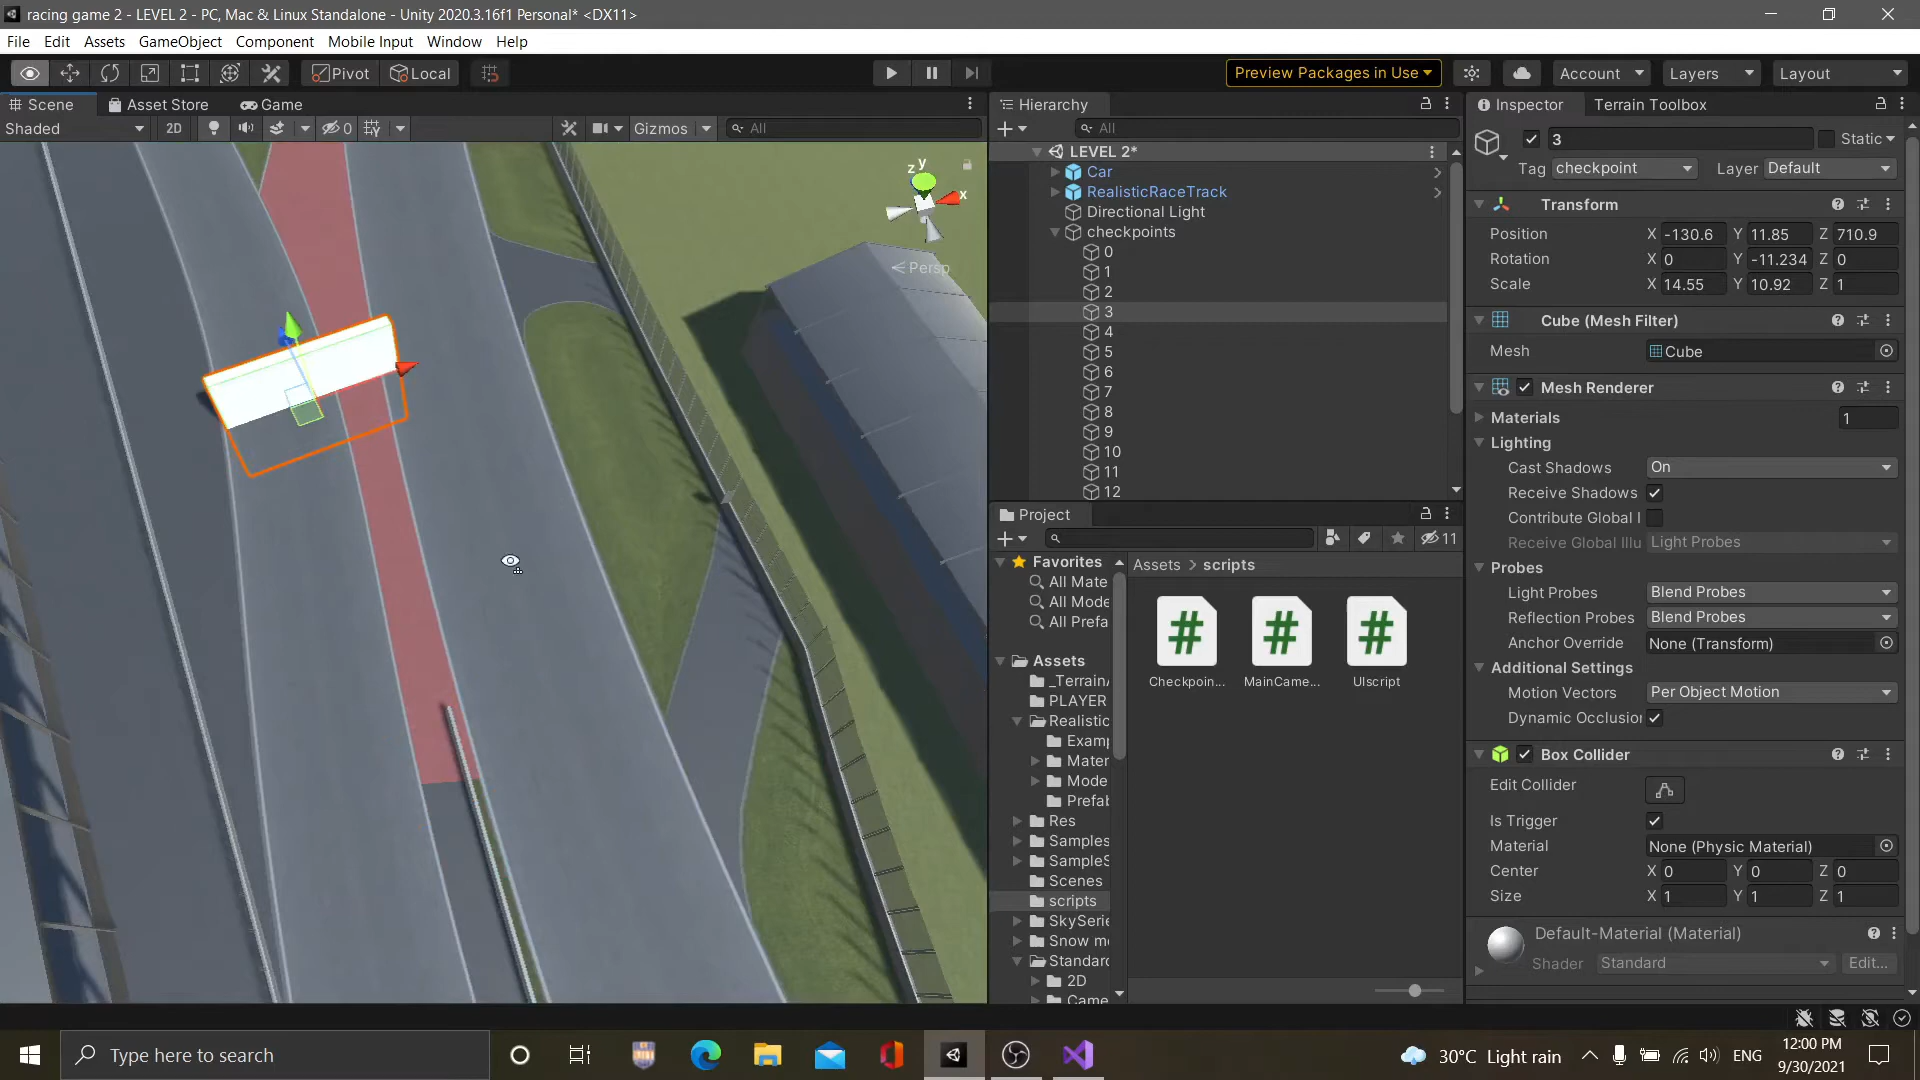 racing game 2 - LEVEL 2 - PC, Mac & Linux Standalone - Unity 2020.3.16f1 Personal* <DX11>
File Edit Assets GameObject Component Mobile Input Window Help
Pivot Local Preview Packages in Use Account Layers Layout
Scene Asset Store Game
Shaded 2D 0 Gizmos All
y
z
x
Persp
Hierarchy
All
LEVEL 2*
Car
RealisticRaceTrack
Directional Light
checkpoints
0
1
2
3
4
5
6
7
8
9
10
11
12
Project
11
Favorites
All Mate
All Mode
All Prefa
Assets
_TerrainA
PLAYER
Realistic
Examp
Mater
Mode
Prefab
Res
Samples
SampleS
Scenes
scripts
SkySerie
Snow mo
Standard
2D
Came
Assets > scripts
Checkpoin...
MainCame...
UIscript
Inspector Terrain Toolbox
3 Static
Tag checkpoint Layer Default
Transform
Position X -130.6 Y 11.85 Z 710.9
Rotation X 0 Y -11.234 Z 0
Scale X 14.55 Y 10.92 Z 1
Cube (Mesh Filter)
Mesh Cube
Mesh Renderer
Materials 1
Lighting
Cast Shadows On
Receive Shadows
Contribute Global I
Receive Global Illu Light Probes
Probes
Light Probes Blend Probes
Reflection Probes Blend Probes
Anchor Override None (Transform)
Additional Settings
Motion Vectors Per Object Motion
Dynamic Occlusion
Box Collider
Edit Collider
Is Trigger
Material None (Physic Material)
Center X 0 Y 0 Z 0
Size X 1 Y 1 Z 1
Default-Material (Material)
Shader Standard Edit...
Type here to search
30°C Light rain
ENG
12:00 PM
9/30/2021